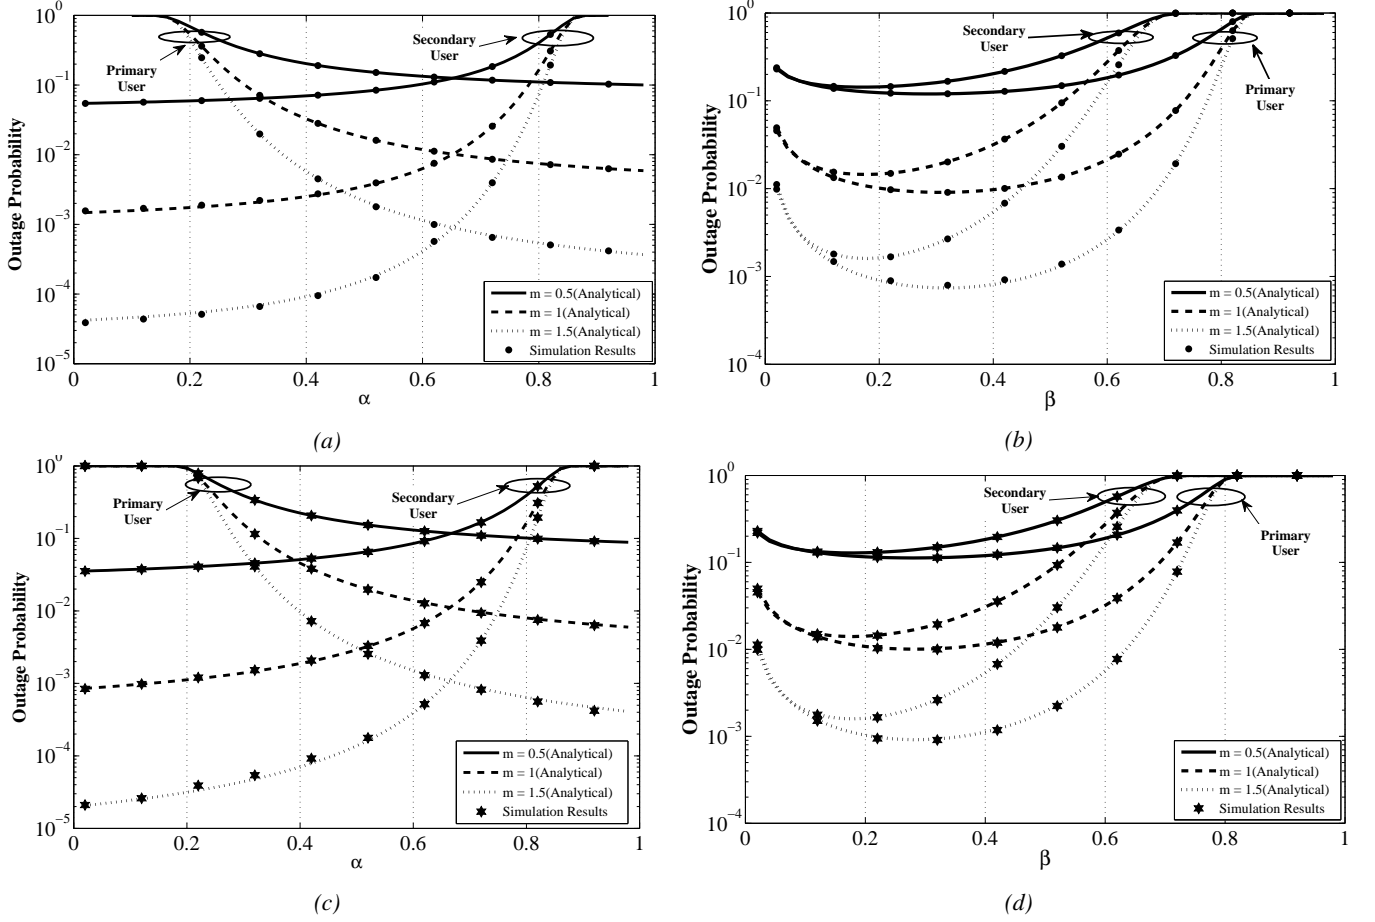 10^0
10^-1
10^-2
10^-3
10^-4
10^-5
Outage Probability
Primary
User
Secondary
User
m = 0.5(Analytical)
m = 1(Analytical)
m = 1.5(Analytical)
Simulation Results
0 0.2 0.4 0.6 0.8 1
α
(a)
10^0
10^-1
10^-2
10^-3
10^-4
Outage Probability
Secondary
User
Primary
User
m = 0.5(Analytical)
m = 1(Analytical)
m = 1.5(Analytical)
Simulation Results
0 0.2 0.4 0.6 0.8 1
β
(b)
10^0
10^-1
10^-2
10^-3
10^-4
10^-5
Outage Probability
Primary
User
Secondary
User
m = 0.5(Analytical)
m = 1(Analytical)
m = 1.5(Analytical)
Simulation Results
0 0.2 0.4 0.6 0.8 1
α
(c)
10^0
10^-1
10^-2
10^-3
10^-4
Outage Probability
Secondary
User
Primary
User
m = 0.5(Analytical)
m = 1(Analytical)
m = 1.5(Analytical)
Simulation Results
0 0.2 0.4 0.6 0.8 1
β
(d)